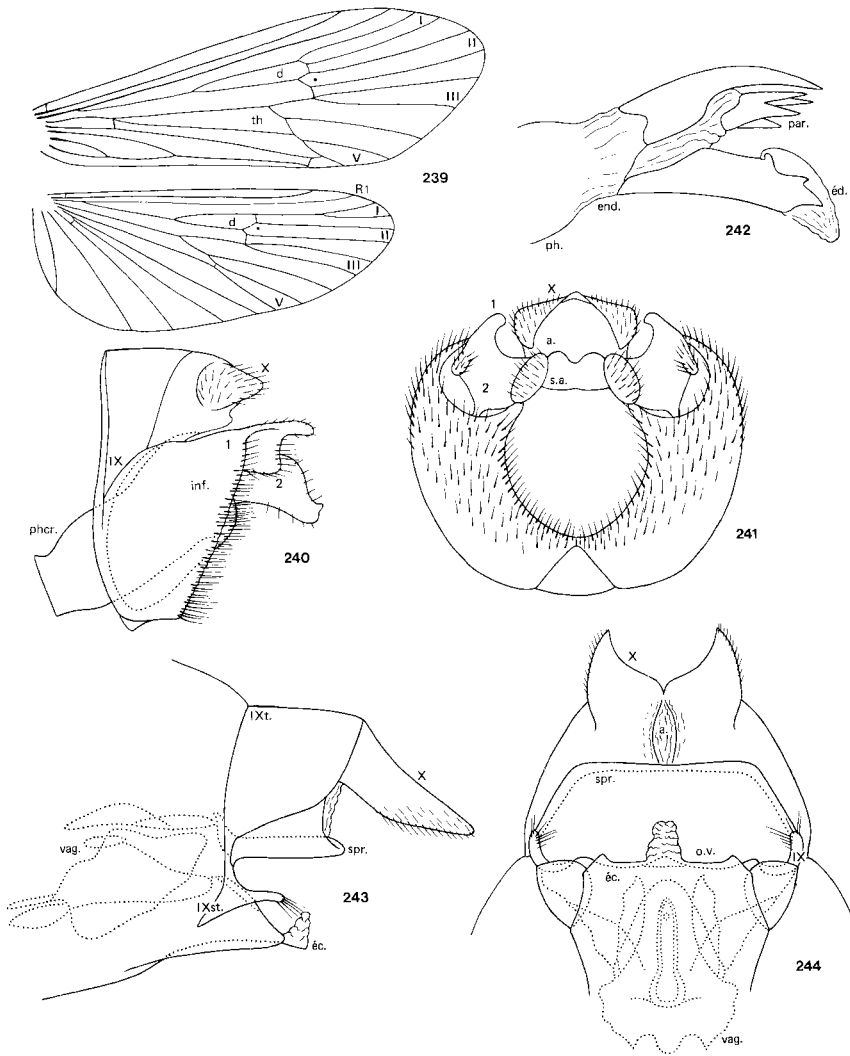 I
II
d
III
th
V
239
R1
I
d
II
III
V
par.
éd.
end.
ph.
242
X
1
a.
s.a.
2
241
X
1
IX
inf.
2
phcr.
240
IXt.
X
vag.
spr.
IXst.
éc.
243
X
a.
spr.
o.v.
IX
éc.
244
vag.